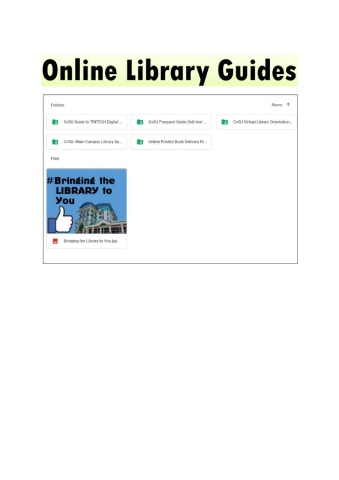 Online Library Guides
Folders
Name ↑
CvSU Guide to TRITECH Digital ...
CvSU Proquest Guide (full text ...
CvSU Virtual Library Orientation...
CvSU- Main Campus Library Gu...
Online Printed Book Delivery Pr...
Files
#Bringing the
LIBRARY to
You
Bringing the Library to You.jpg